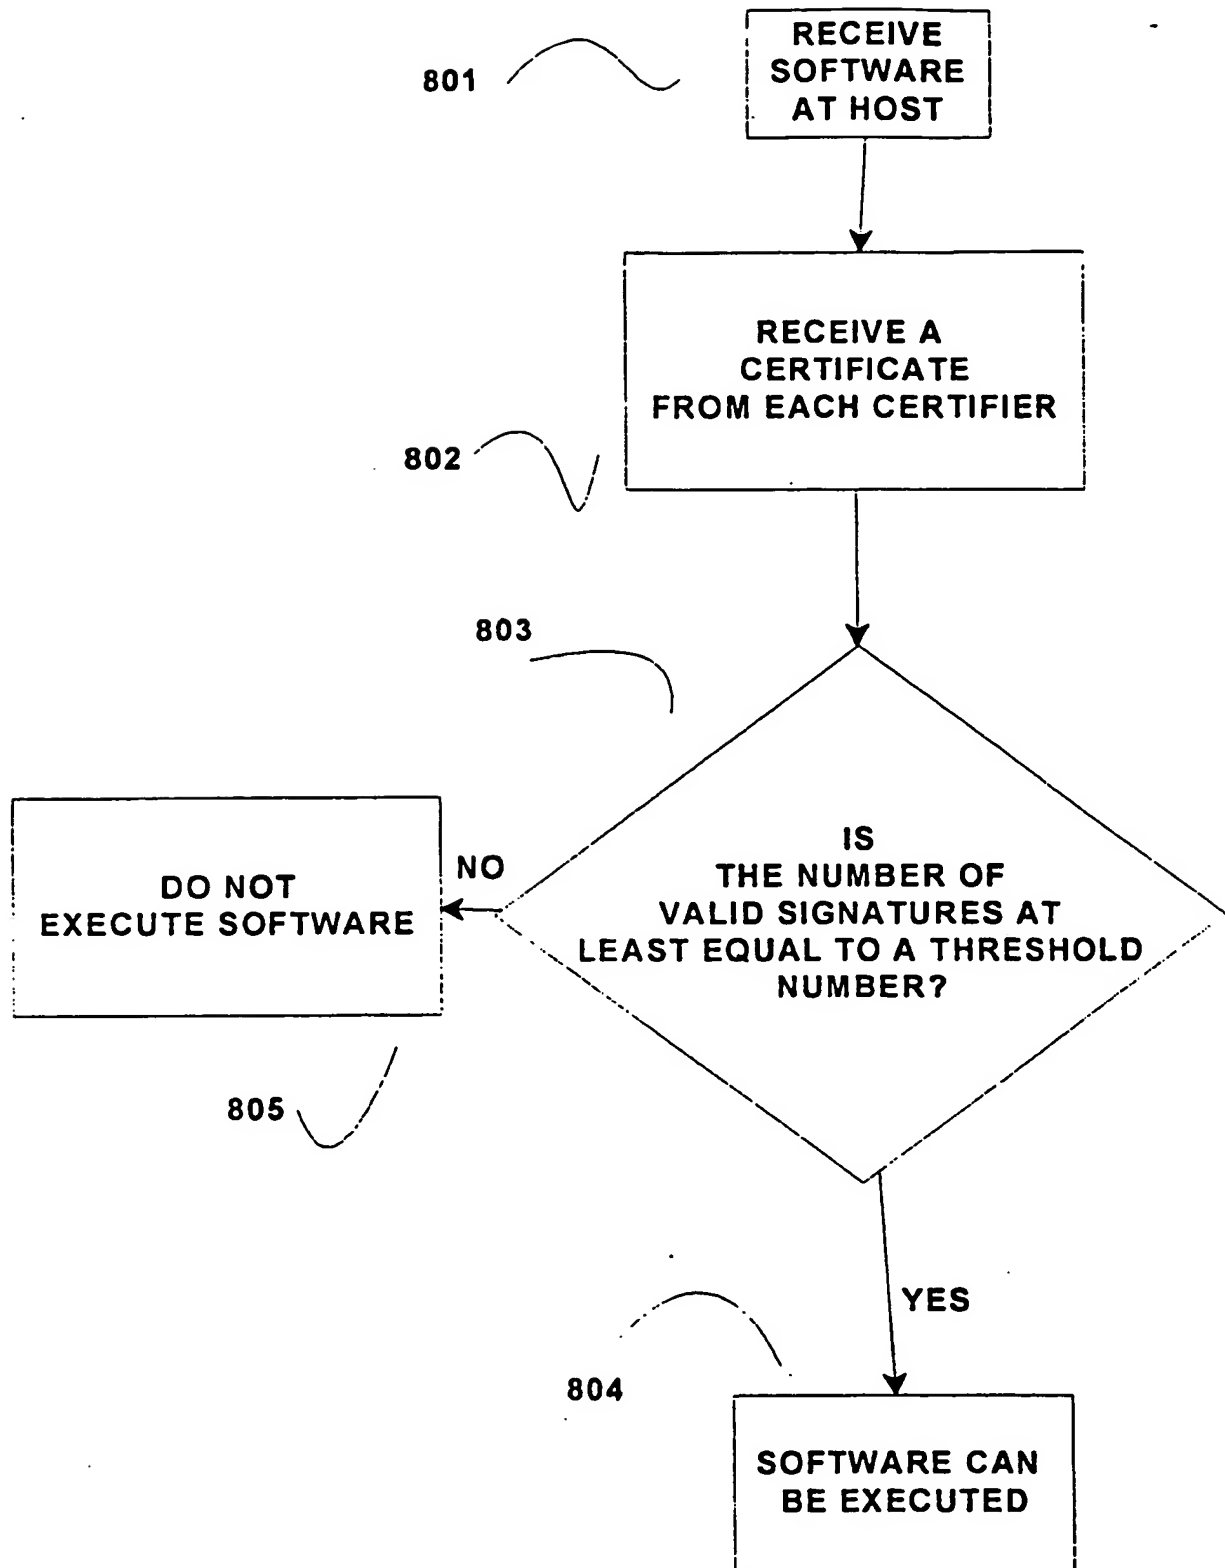 RECEIVE
SOFTWARE
AT HOST
801
RECEIVE A
CERTIFICATE
FROM EACH CERTIFIER
802
803
IS
THE NUMBER OF
VALID SIGNATURES AT
LEAST EQUAL TO A THRESHOLD
NUMBER?
NO
DO NOT
EXECUTE SOFTWARE
805
YES
804
SOFTWARE CAN
BE EXECUTED